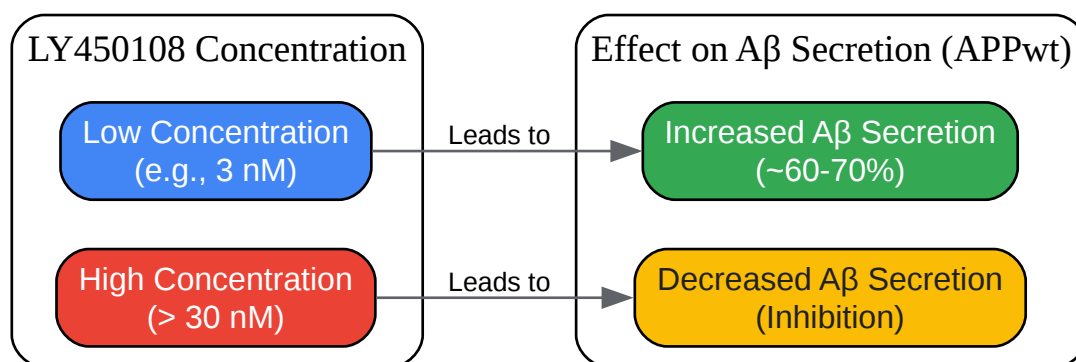 LY450108 Concentration
Effect on Aβ Secretion (APPwt)
Low Concentration
(e.g., 3 nM)
Leads to
Increased Aβ Secretion
(~60-70%)
High Concentration
(> 30 nM)
Leads to
Decreased Aβ Secretion
(Inhibition)